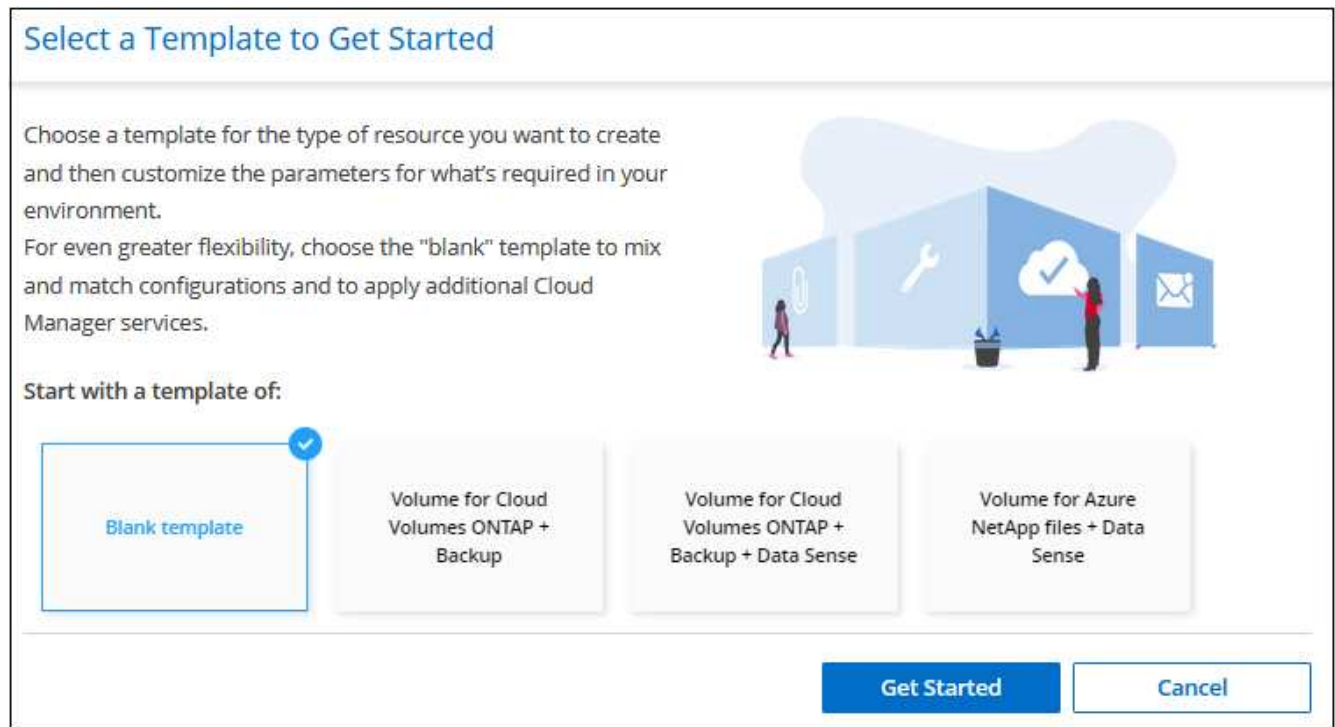 Select a Template to Get Started
Choose a template for the type of resource you want to create
and then customize the parameters for what's required in your
environment.
For even greater flexibility, choose the "blank" template to mix
and match configurations and to apply additional Cloud
Manager services.
Start with a template of:
Blank template
Volume for Cloud
Volumes ONTAP +
Backup
Volume for Cloud
Volumes ONTAP +
Backup + Data Sense
Volume for Azure
NetApp files + Data
Sense
Get Started
Cancel